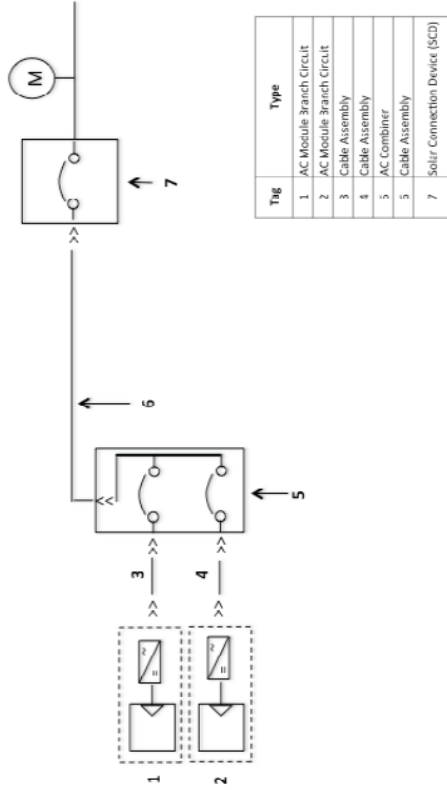 M
7
6
5
3
4
1
2
Tag Type
1 AC Module Branch Circuit
2 AC Module Branch Circuit
3 Cable Assembly
4 Cable Assembly
5 AC Combiner
6 Cable Assembly
7 Solar Connection Device (SCD)